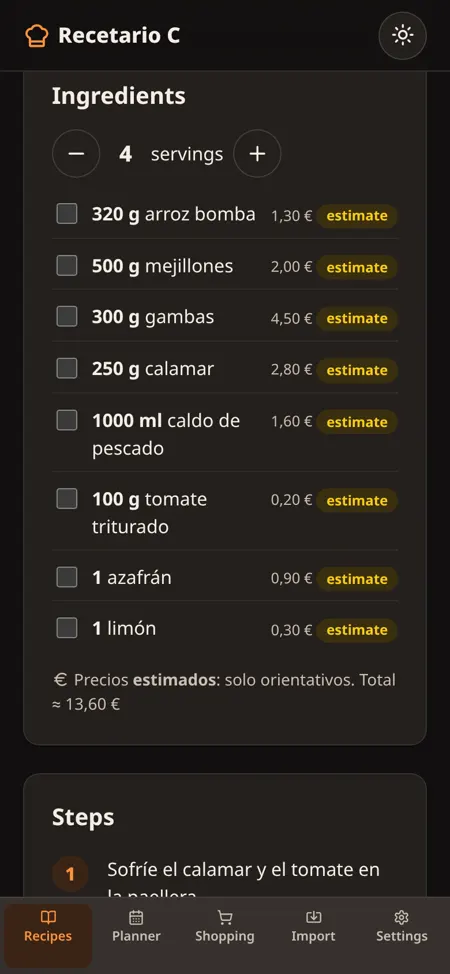 Recetario C
Ingredients
4 servings
320 g arroz bomba 1,30 € estimate
500 g mejillones 2,00 € estimate
300 g gambas 4,50 € estimate
250 g calamar 2,80 € estimate
1000 ml caldo de 1,60 € estimate
pescado
100 g tomate 0,20 € estimate
triturado
1 azafrán 0,90 € estimate
1 limón 0,30 € estimate
€ Precios estimados: solo orientativos. Total
≈ 13,60 €
Steps
1 Sofríe el calamar y el tomate en
la paellera
Recipes Planner Shopping Import Settings